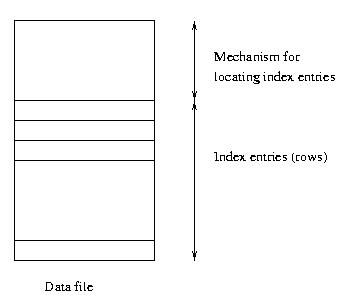 Mechanism for
locating index entries
Index entries (rows)
Data file